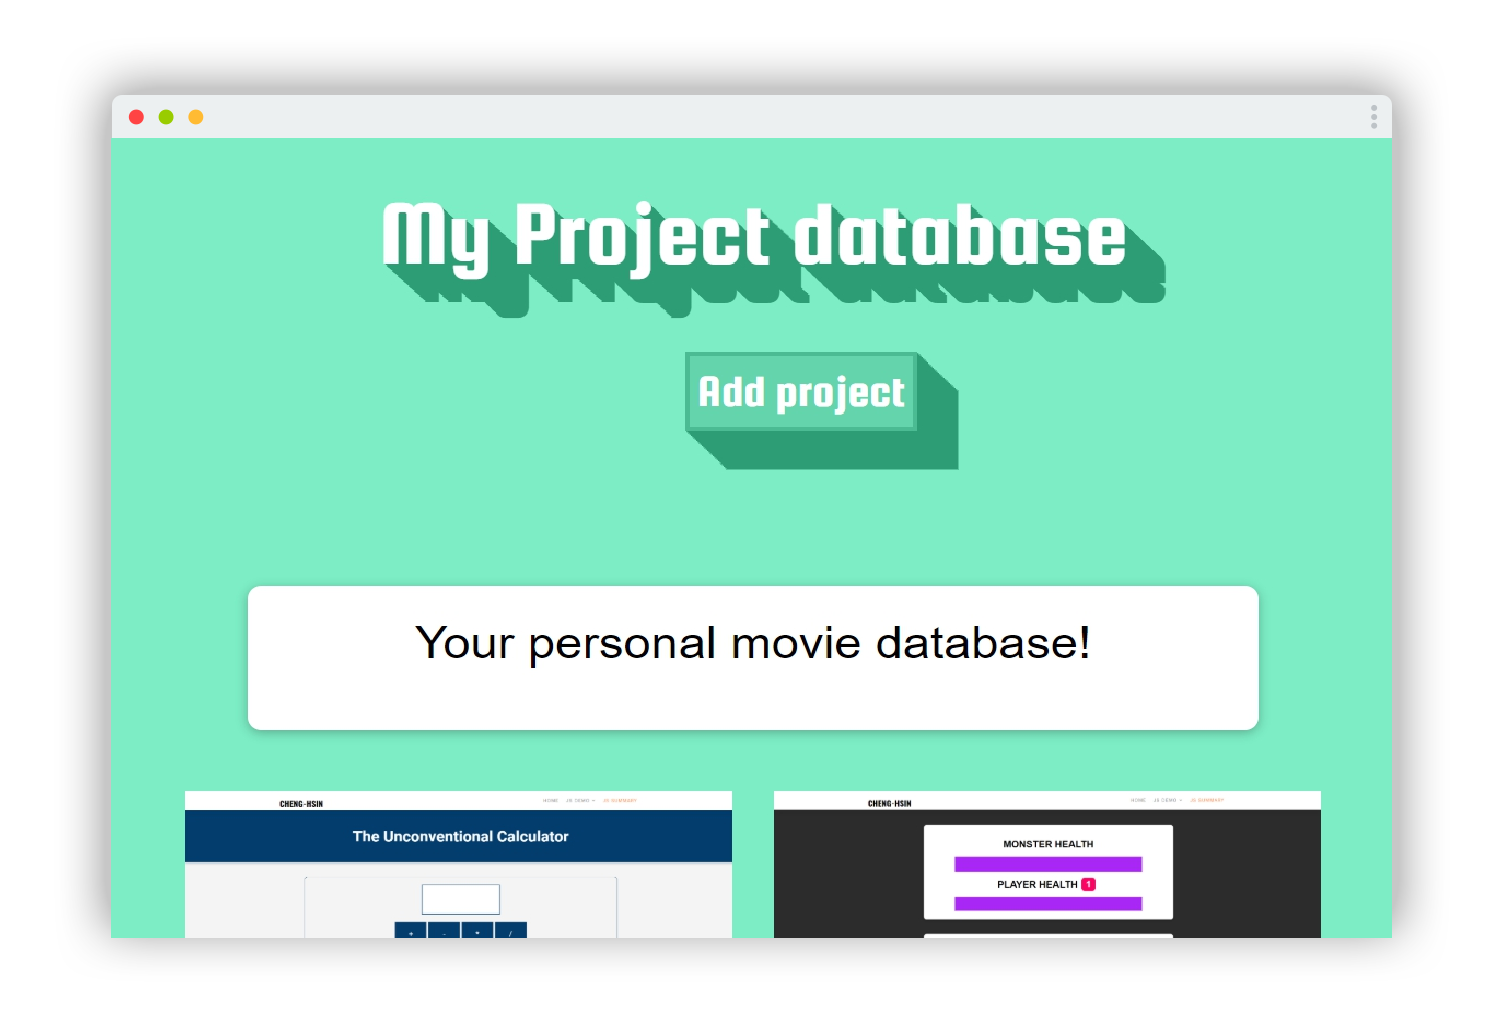 My Project database
Add project
Your personal movie database!
CHENG-HSIN HOME JS DEMO JS SUMMARY
The Unconventional Calculator
+ - * /
CHENG-HSIN HOME JS DEMO JS SUMMARY
MONSTER HEALTH
PLAYER HEALTH 1